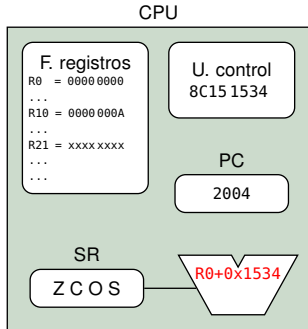 CPU
F. registros
R0 = 0000 0000
...
R10 = 0000 000A
...
R21 = xxxx xxxx
...
...
U. control
8C15 1534
PC
2004
SR
Z C O S
R0+0x1534